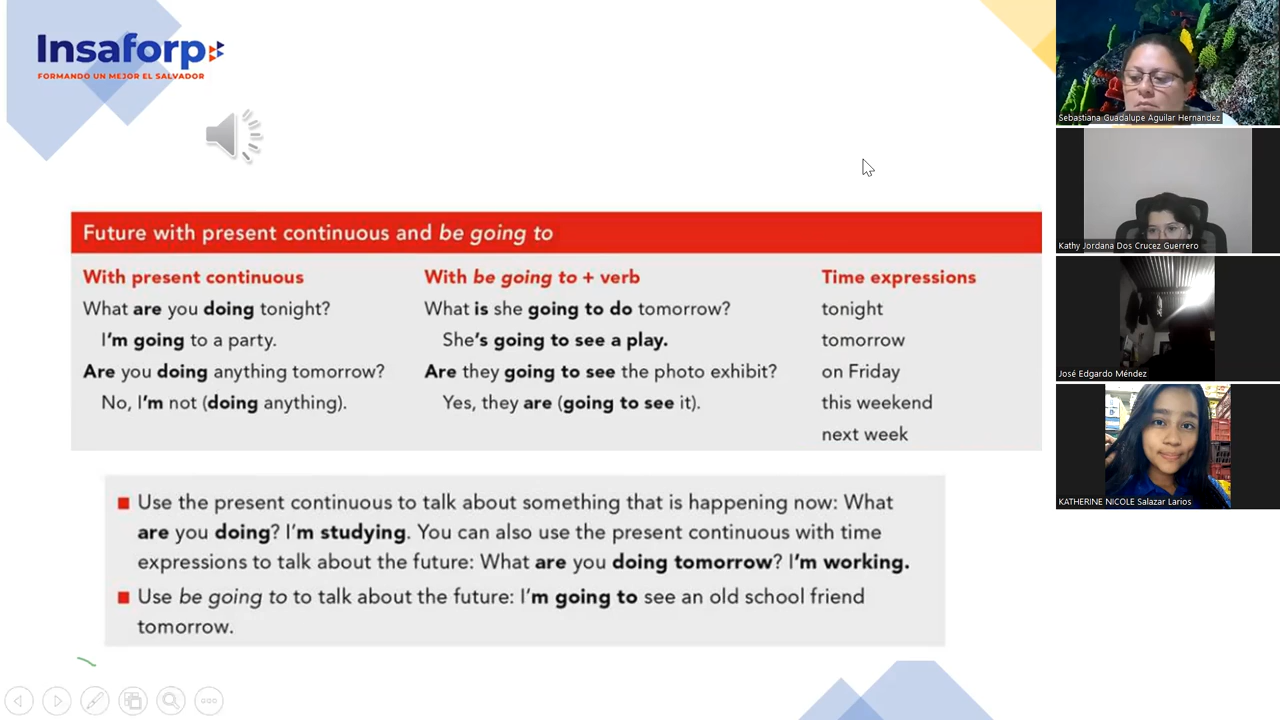 Insaforp
FORMANDO UN MEJOR EL SALVADOR
Future with present continuous and be going to
With present continuous
What are you doing tonight?
I'm going to a party.
Are you doing anything tomorrow?
No, I'm not (doing anything).
With be going to + verb
What is she going to do tomorrow?
She's going to see a play.
Are they going to see the photo exhibit?
Yes, they are (going to see it).
Time expressions
tonight
tomorrow
on Friday
this weekend
next week
Use the present continuous to talk about something that is happening now: What
are you doing? I'm studying. You can also use the present continuous with time
expressions to talk about the future: What are you doing tomorrow? I'm working.
Use be going to to talk about the future: I'm going to see an old school friend
tomorrow.
Sebastiana Guadalupe Aguilar Hernandez
Kathy Jordana Dos Crucez Guerrero
José Edgardo Méndez
KATHERINE NICOLE Salazar Larios